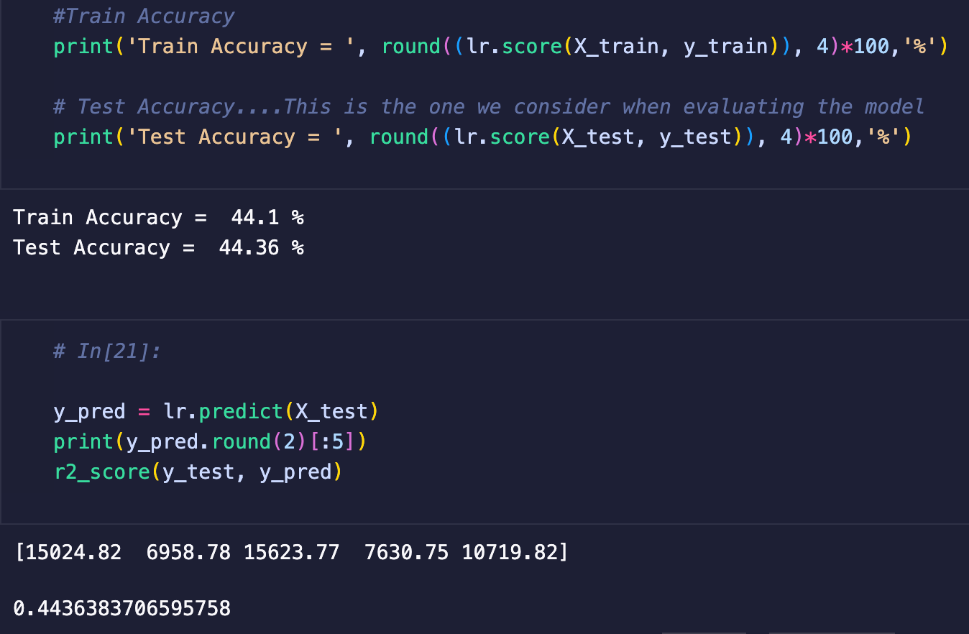 #Train Accuracy
print('Train Accuracy = ', round((lr.score(X_train, y_train)), 4)*100,'%')
# Test Accuracy....This is the one we consider when evaluating the model
print('Test Accuracy = ', round((lr.score(X_test, y_test)), 4)*100,'%')
Train Accuracy =  44.1 %
Test Accuracy =  44.36 %
# In[21]:
y_pred = lr.predict(X_test)
print(y_pred.round(2)[:5])
r2_score(y_test, y_pred)
[15024.82  6958.78 15623.77  7630.75 10719.82]
0.4436383706595758